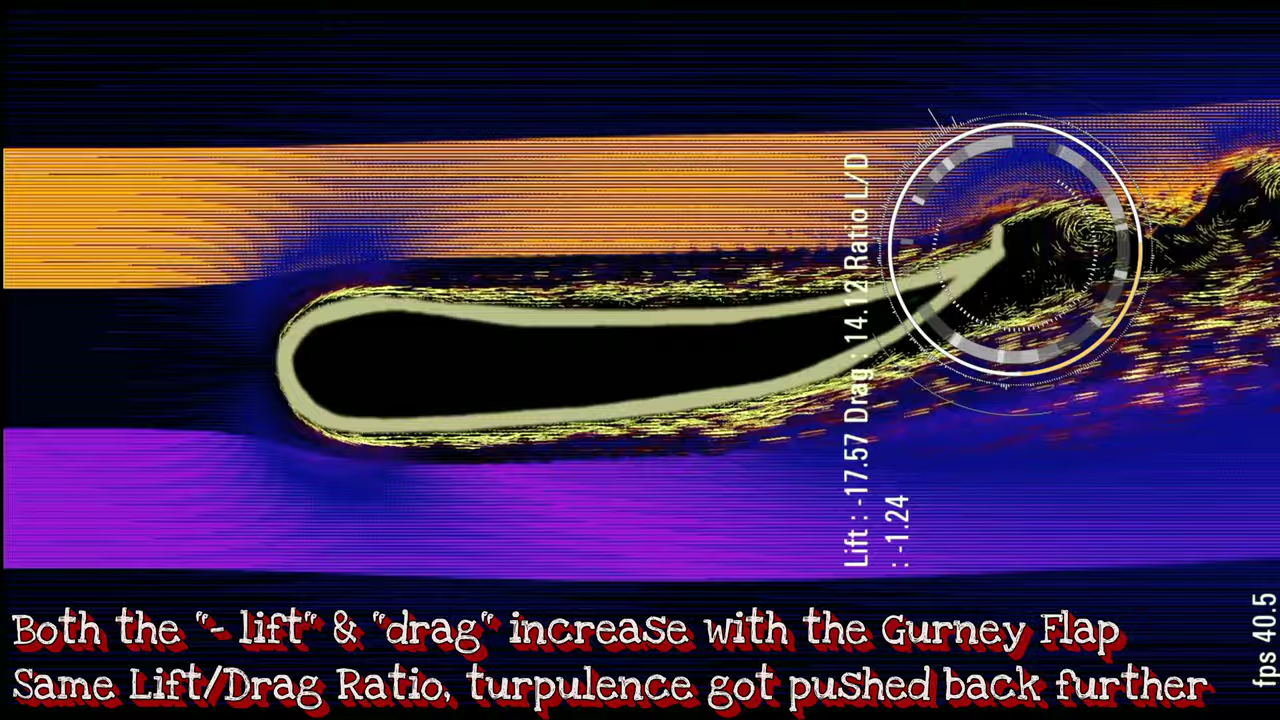 Lift : -17.57 Drag : 14.12 Ratio L/D
: -1.24
fps 40.5
Both the "- lift" & "drag" increase with the Gurney Flap
Same Lift/Drag Ratio, turpulence got pushed back further